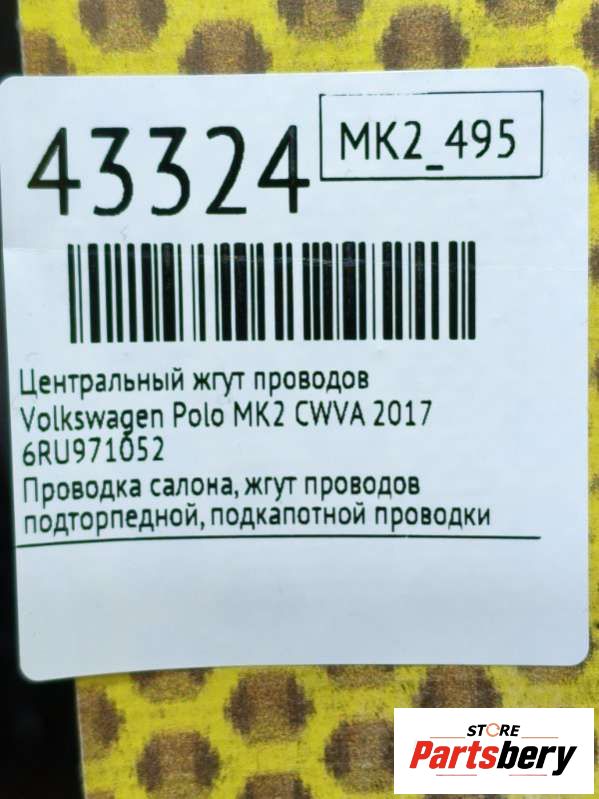 43324
MK2_495
Центральный жгут проводов
Volkswagen Polo MK2 CWVA 2017
6RU971052
Проводка салона, жгут проводов
подторпедной, подкапотной проводки
STORE
Partsbery